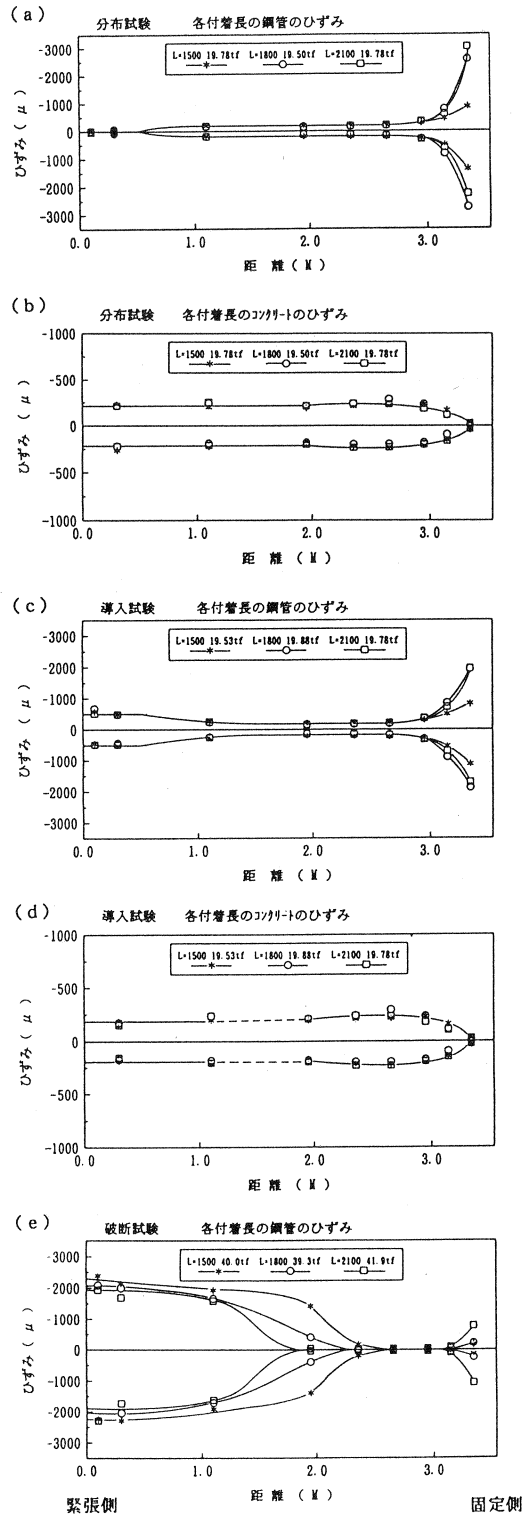 (a)
分布試験 各付着長の鋼管のひずみ
L=1500 19.78tf L=1800 19.50tf L=2100 19.78tf
-3000
-2000
-1000
0
1000
2000
3000
ひずみ(μ)
0.0 1.0 2.0 3.0
距離(M)
(b)
分布試験 各付着長のコンクリートのひずみ
L=1500 19.78tf L=1800 19.50tf L=2100 19.78tf
-1000
-500
0
500
-1000
ひずみ(μ)
0.0 1.0 2.0 3.0
距離(M)
(c)
導入試験 各付着長の鋼管のひずみ
L=1500 19.53tf L=1800 19.88tf L=2100 19.78tf
-3000
-2000
-1000
0
-1000
-2000
-3000
ひずみ(μ)
0.0 1.0 2.0 3.0
距離(M)
(d)
導入試験 各付着長のコンクリートのひずみ
L=1500 19.53tf L=1800 19.88tf L=2100 19.78tf
-1000
-500
0
500
-1000
ひずみ(μ)
0.0 1.0 2.0 3.0
距離(M)
(e)
破断試験 各付着長の鋼管のひずみ
L=1500 40.0tf L=1800 39.3tf L=2100 41.9tf
-3000
-2000
-1000
0
1000
2000
3000
ひずみ(μ)
0.0 1.0 2.0 3.0
距離(M)
緊張側 固定側